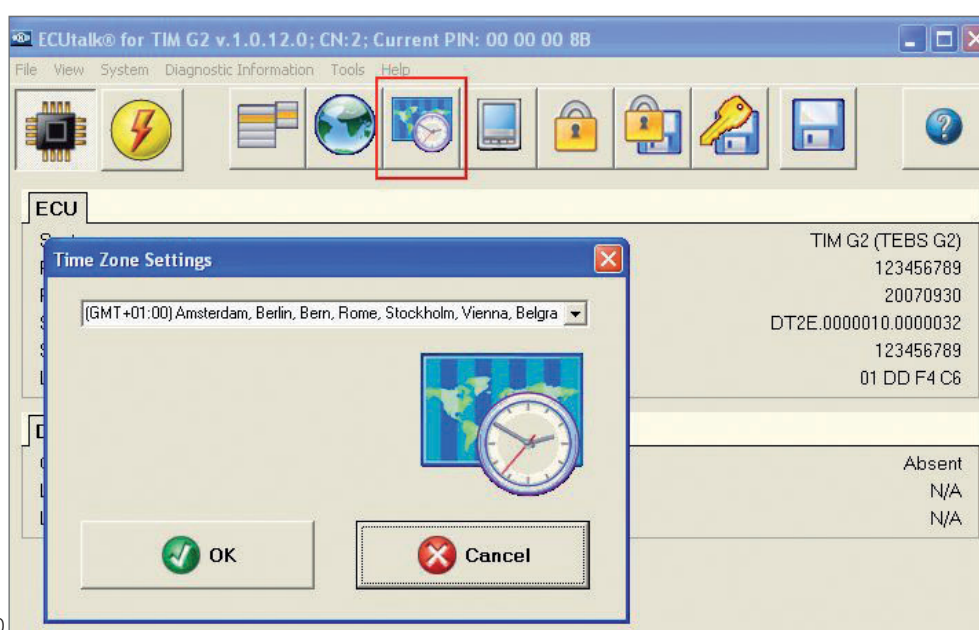 ECUtalk® for TIM G2 v.1.0.12.0; CN:2; Current PIN: 00 00 00 8B
File View System Diagnostic Information Tools Help
ECU
TIM G2 (TEBS G2)
123456789
20070930
DT2E.0000010.0000032
123456789
01 DD F4 C6
Time Zone Settings
(GMT+01:00) Amsterdam, Berlin, Bern, Rome, Stockholm, Vienna, Belgra
Absent
N/A
N/A
OK
Cancel